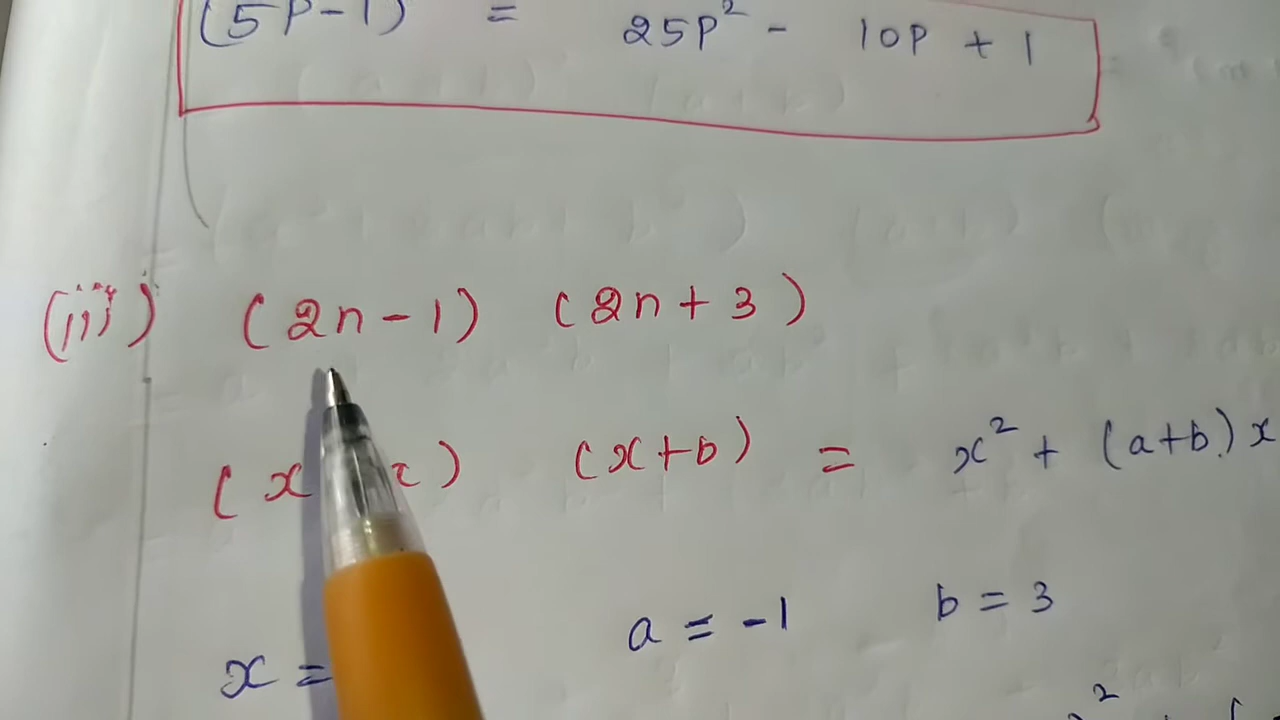 (5P-1) = 25P² - 10P + 1
(iii) (2n-1) (2n+3)
(x (x+b) = x² + (a+b)x
a = -1 b = 3
x =